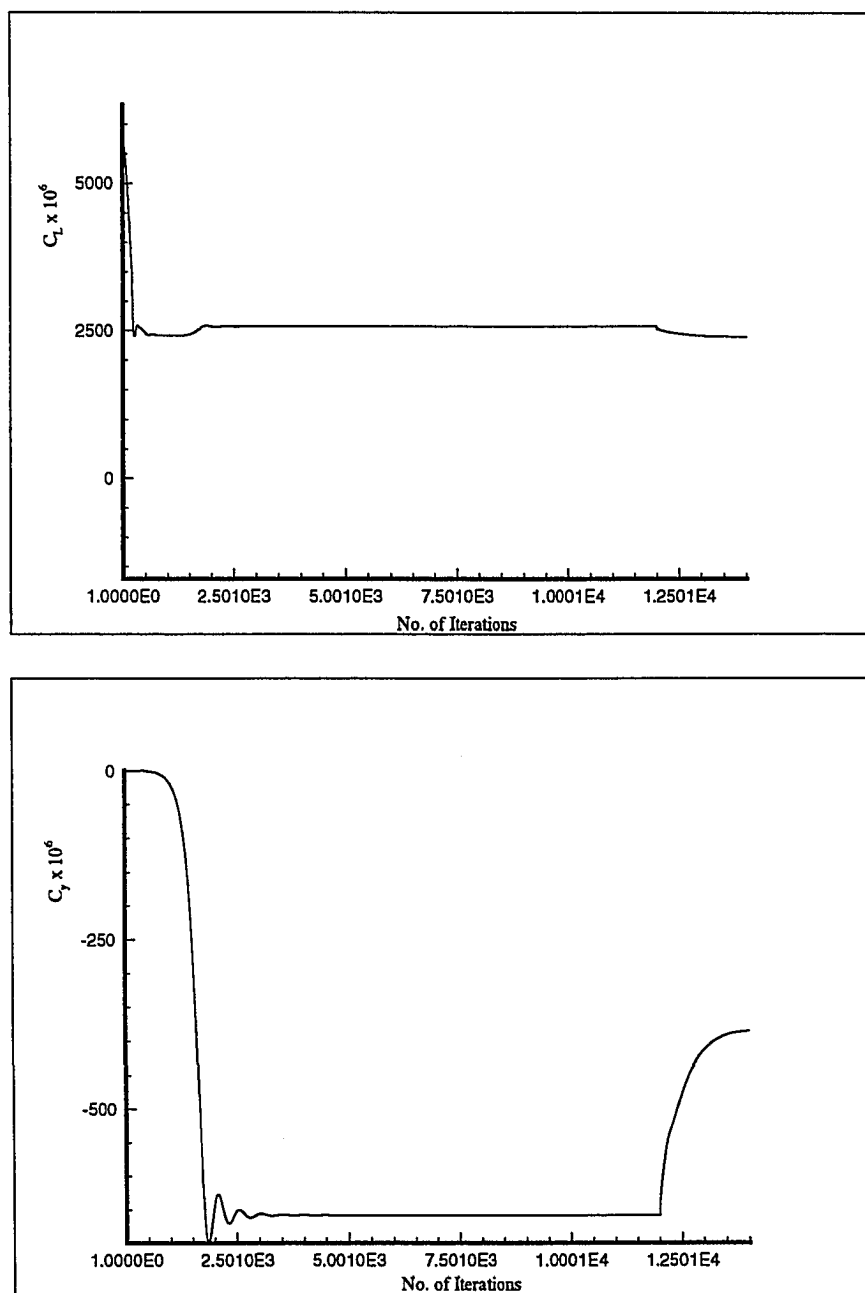 5000
2500
0
C_L x 10^6
1.0000E0 2.5010E3 5.0010E3 7.5010E3 1.0001E4 1.2501E4
No. of Iterations
0
-250
-500
C_y x 10^6
1.0000E0 2.5010E3 5.0010E3 7.5010E3 1.0001E4 1.2501E4
No. of Iterations